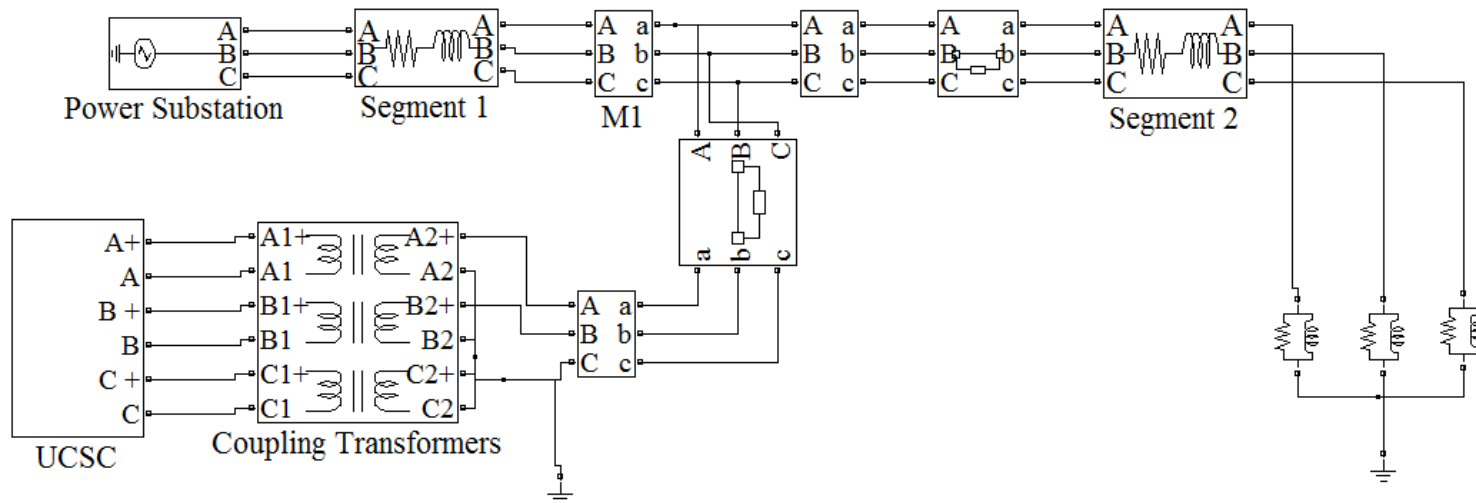 A
B
C
Power Substation
A A
B B
C C
Segment 1
A a
B b
C c
M1
A a
B b
C c
A a
B b
C c
A A
B B
C C
Segment 2
A B C
a b c
A+
A
B +
B
C +
C
UCSC
A1+ A2+
A1 A2
B1+ B2+
B1 B2
C1+ C2+
C1 C2
Coupling Transformers
A a
B b
C c